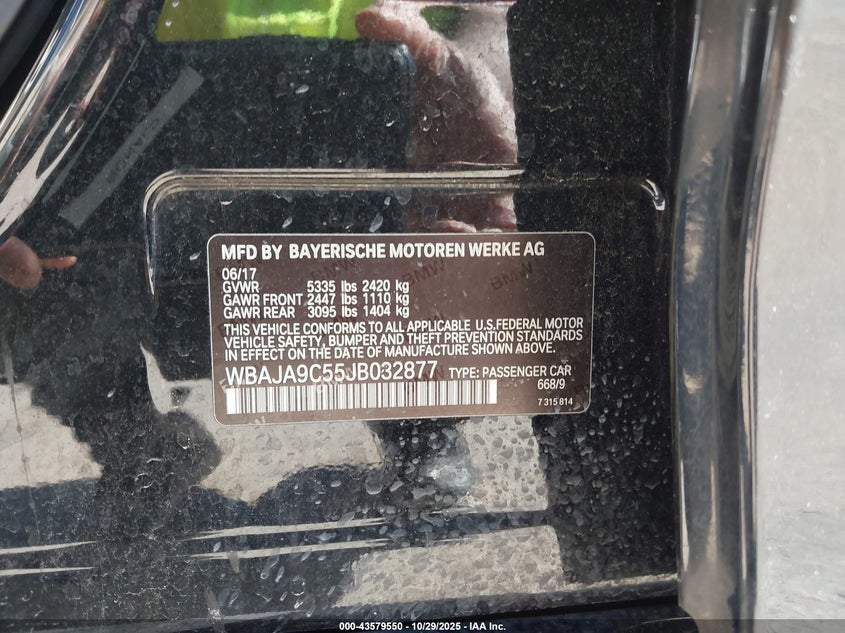 MFD BY BAYERISCHE MOTOREN WERKE AG
06/17
GVWR 5335 lbs 2420 kg
GAWR FRONT 2447 lbs 1110 kg
GAWR REAR 3095 lbs 1404 kg
THIS VEHICLE CONFORMS TO ALL APPLICABLE U.S.FEDERAL MOTOR
VEHICLE SAFETY, BUMPER AND THEFT PREVENTION STANDARDS
IN EFFECT ON THE DATE OF MANUFACTURE SHOWN ABOVE.
WBAJA9C55JB032877 TYPE: PASSENGER CAR
668/9
7 315 814
BMW
BMW
000-43579550 - 10/29/2025 - IAA Inc.